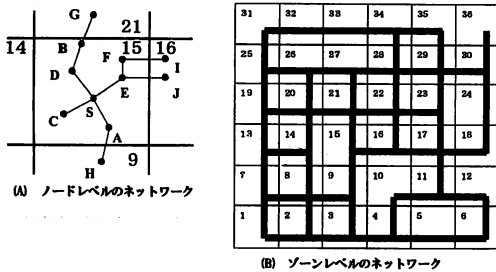 G
21
14
B
15
16
F
I
D
E
J
S
C
A
9
H
(A) ノードレベルのネットワーク
31 32 33 34 35 36
25 26 27 28 29 30
19 20 21 22 23 24
13 14 15 16 17 18
7 8 9 10 11 12
1 2 3 4 5 6
(B) ゾーンレベルのネットワーク